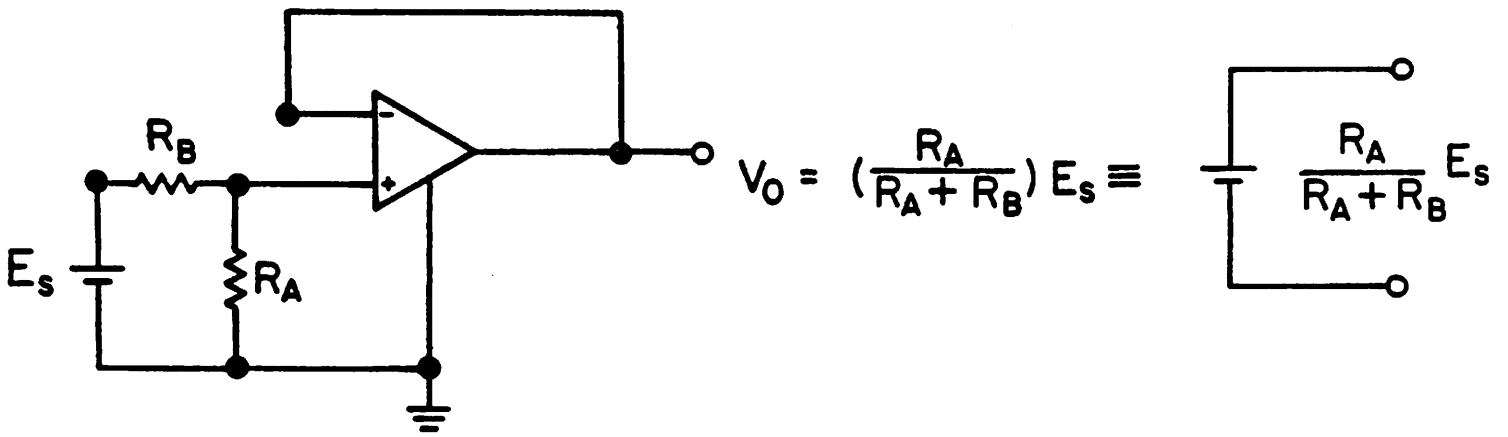 R_B
E_s
R_A
-
+
V_O = (R_A / (R_A + R_B)) E_s ≡
R_A / (R_A + R_B) E_s